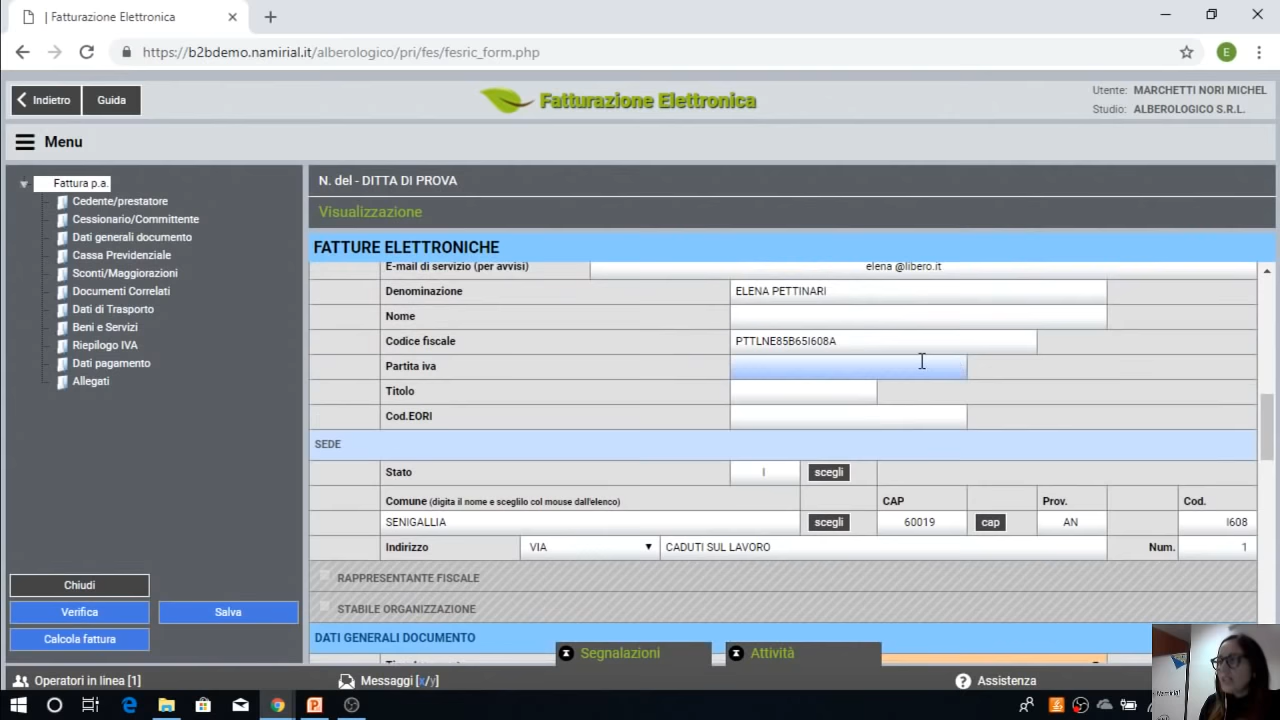 | Fatturazione Elettronica
https://b2bdemo.namirial.it/alberologico/pri/fes/fesric_form.php
E
Indietro
Guida
Fatturazione Elettronica
Utente: MARCHETTI NORI MICHEL
Studio: ALBEROLOGICO S.R.L.
Menu
Fattura p.a.
Cedente/prestatore
Cessionario/Committente
Dati generali documento
Cassa Previdenziale
Sconti/Maggiorazioni
Documenti Correlati
Dati di Trasporto
Beni e Servizi
Riepilogo IVA
Dati pagamento
Allegati
Chiudi
Verifica Salva
Calcola fattura
N. del - DITTA DI PROVA
Visualizzazione
FATTURE ELETTRONICHE
E-mail di servizio (per avvisi) elena @libero.it
Denominazione ELENA PETTINARI
Nome
Codice fiscale PTTLNE85B65I608A
Partita iva
Titolo
Cod.EORI
SEDE
Stato I scegli
Comune (digita il nome e sceglilo col mouse dall'elenco) CAP Prov. Cod.
SENIGALLIA scegli 60019 cap AN I608
Indirizzo VIA CADUTI SUL LAVORO Num. 1
RAPPRESENTANTE FISCALE
STABILE ORGANIZZAZIONE
DATI GENERALI DOCUMENTO
Segnalazioni Attività
Operatori in linea [1] Messaggi [x/y] Assistenza